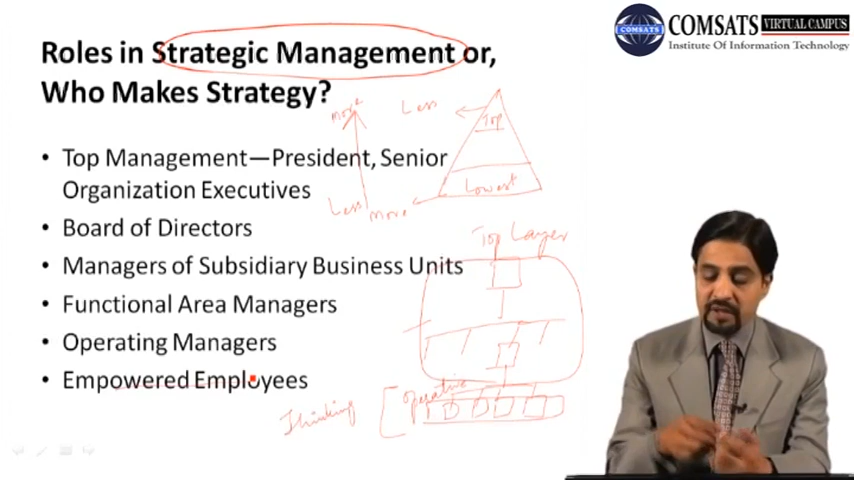 COMSATS VIRTUAL CAMPUS
Institute Of Information Technology
Roles in Strategic Management or,
Who Makes Strategy?
more
Less
Top
• Top Management—President, Senior
Organization Executives
Lowest
Less
more
• Board of Directors
Top Layer
• Managers of Subsidiary Business Units
• Functional Area Managers
• Operating Managers
• Empowered Employees
Operative
Thinking